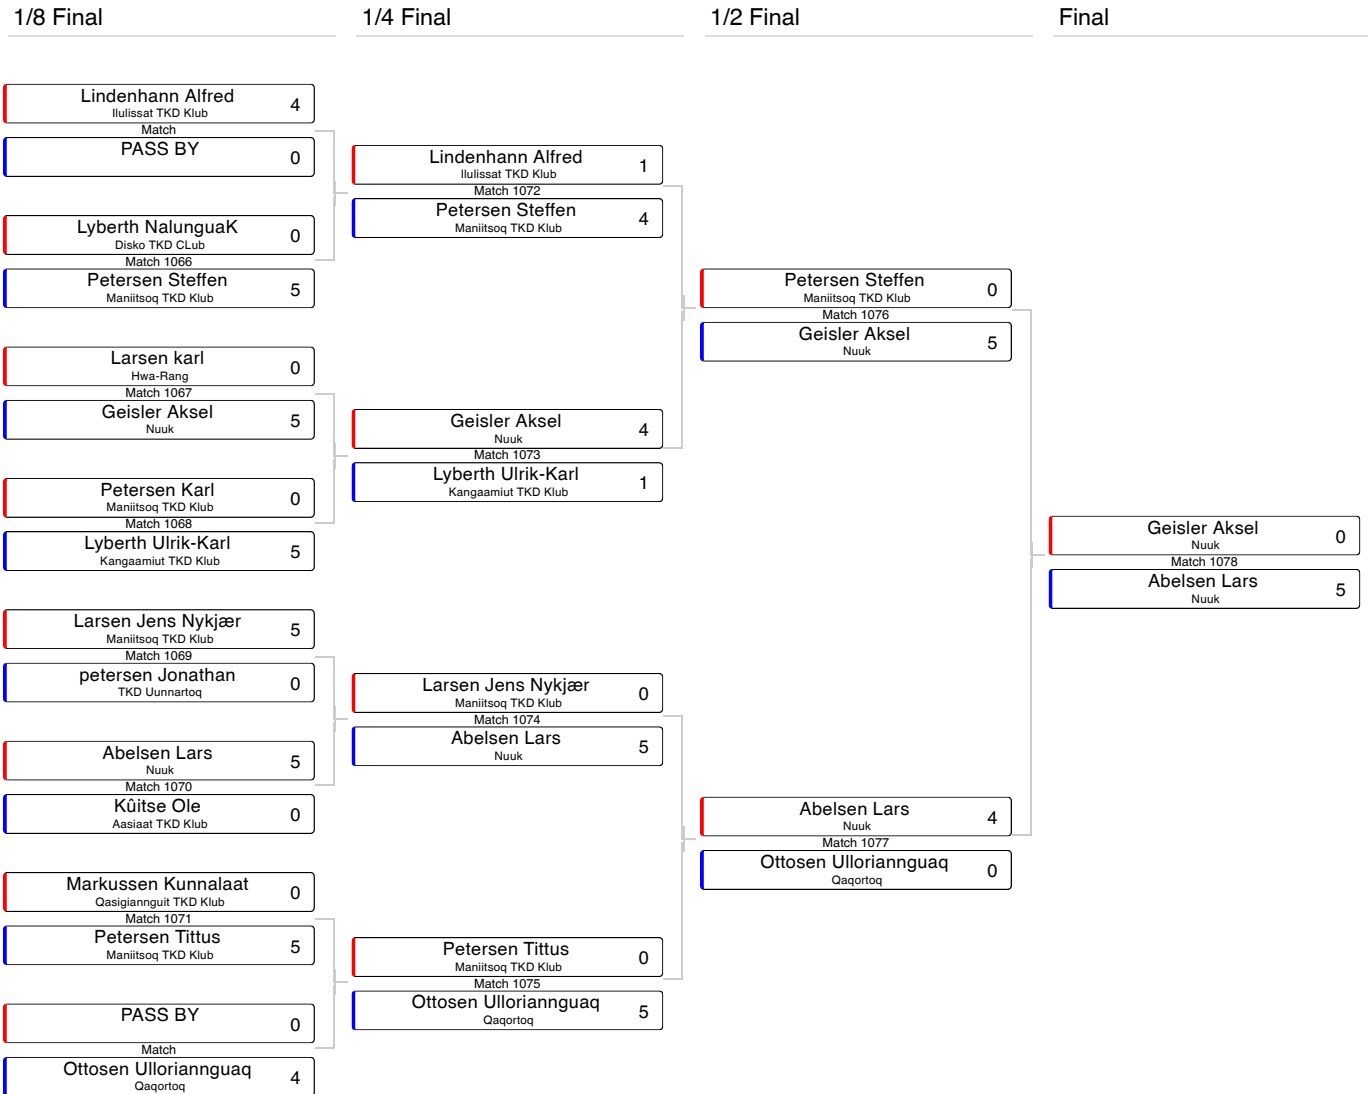 1/8 Final
1/4 Final
1/2 Final
Final
Lindenhann Alfred
Ilulissat TKD Klub
4
Match
PASS BY
0
Lyberth NalunguaK
Disko TKD CLub
0
Match 1066
Petersen Steffen
Maniitsoq TKD Klub
5
Larsen karl
Hwa-Rang
0
Match 1067
Geisler Aksel
Nuuk
5
Petersen Karl
Maniitsoq TKD Klub
0
Match 1068
Lyberth Ulrik-Karl
Kangaamiut TKD Klub
5
Larsen Jens Nykjær
Maniitsoq TKD Klub
5
Match 1069
petersen Jonathan
TKD Uunnartoq
0
Abelsen Lars
Nuuk
5
Match 1070
Kûitse Ole
Aasiaat TKD Klub
0
Markussen Kunnalaat
Qasigiannguit TKD Klub
0
Match 1071
Petersen Tittus
Maniitsoq TKD Klub
5
PASS BY
0
Match
Ottosen Ulloriannguaq
Qaqortoq
4
Lindenhann Alfred
Ilulissat TKD Klub
1
Match 1072
Petersen Steffen
Maniitsoq TKD Klub
4
Geisler Aksel
Nuuk
4
Match 1073
Lyberth Ulrik-Karl
Kangaamiut TKD Klub
1
Larsen Jens Nykjær
Maniitsoq TKD Klub
0
Match 1074
Abelsen Lars
Nuuk
5
Petersen Tittus
Maniitsoq TKD Klub
0
Match 1075
Ottosen Ulloriannguaq
Qaqortoq
5
Petersen Steffen
Maniitsoq TKD Klub
0
Match 1076
Geisler Aksel
Nuuk
5
Abelsen Lars
Nuuk
4
Match 1077
Ottosen Ulloriannguaq
Qaqortoq
0
Geisler Aksel
Nuuk
0
Match 1078
Abelsen Lars
Nuuk
5